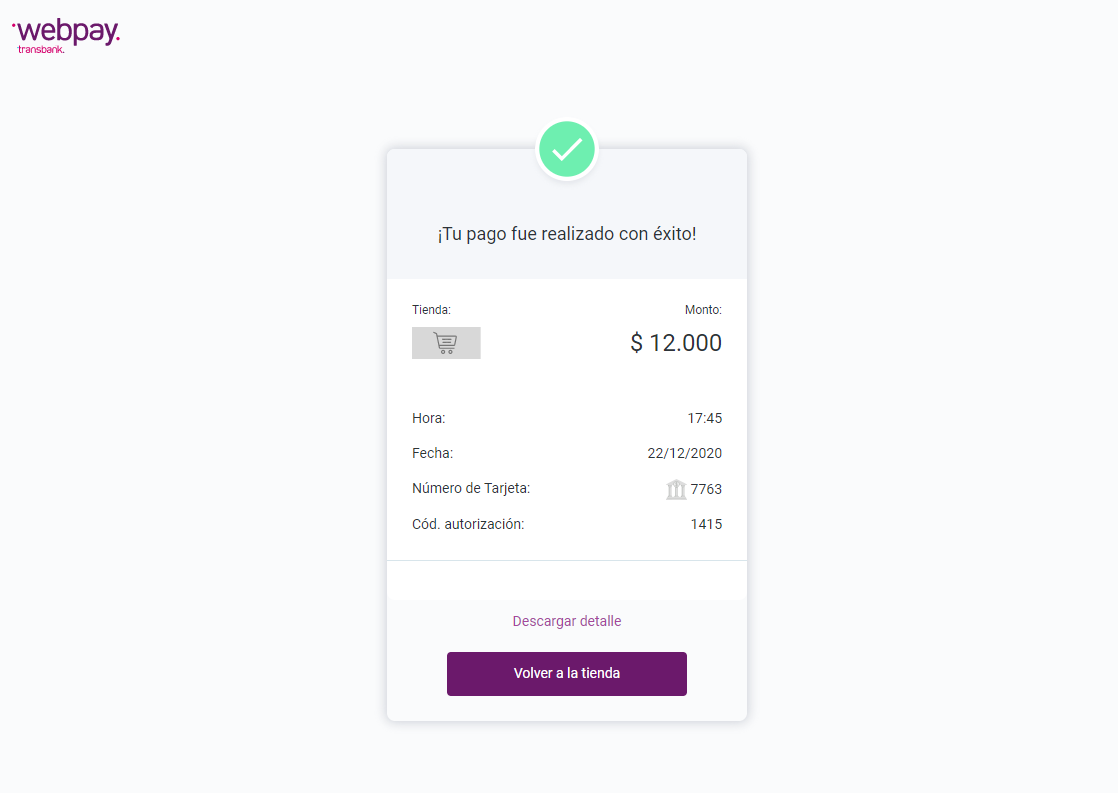 webpay.
transbank.
¡Tu pago fue realizado con éxito!
Tienda: Monto:
$ 12.000
Hora: 17:45
Fecha: 22/12/2020
Número de Tarjeta: 7763
Cód. autorización: 1415
Descargar detalle
Volver a la tienda